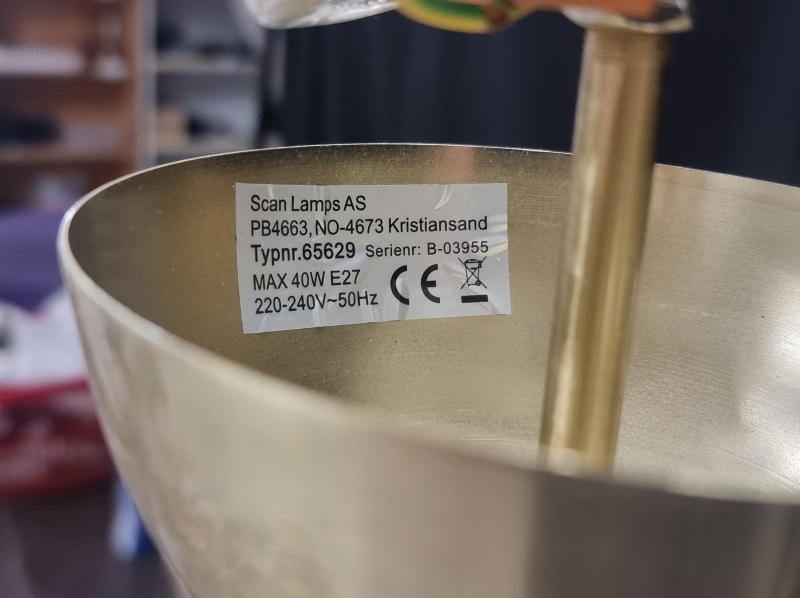 Scan Lamps AS
PB4663, NO-4673 Kristiansand
Typnr.65629 Serienr: B-03955
MAX 40W E27
220-240V~50Hz
CE